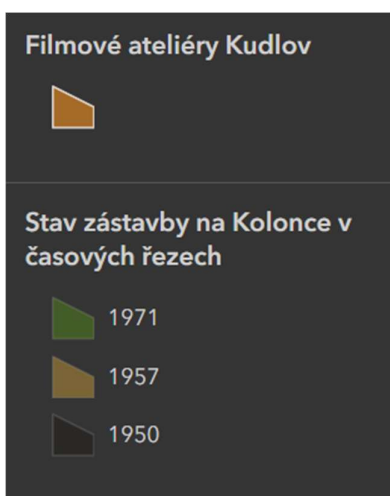 Filmové ateliéry Kudlov
Stav zástavby na Kolonce v
časových řezech
1971
1957
1950